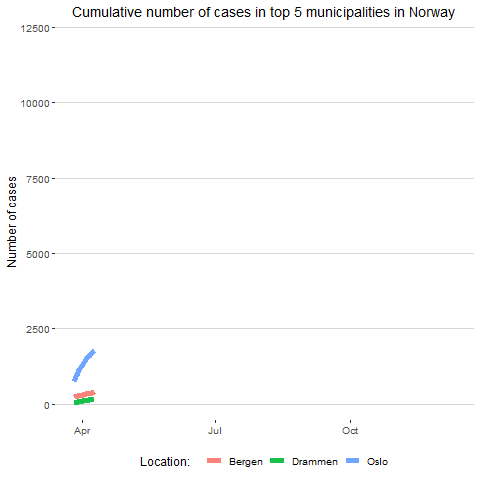 Cumulative number of cases in top 5 municipalities in Norway
Number of cases
12500
10000
7500
5000
2500
0
Apr Jul Oct
Location: Bergen Drammen Oslo